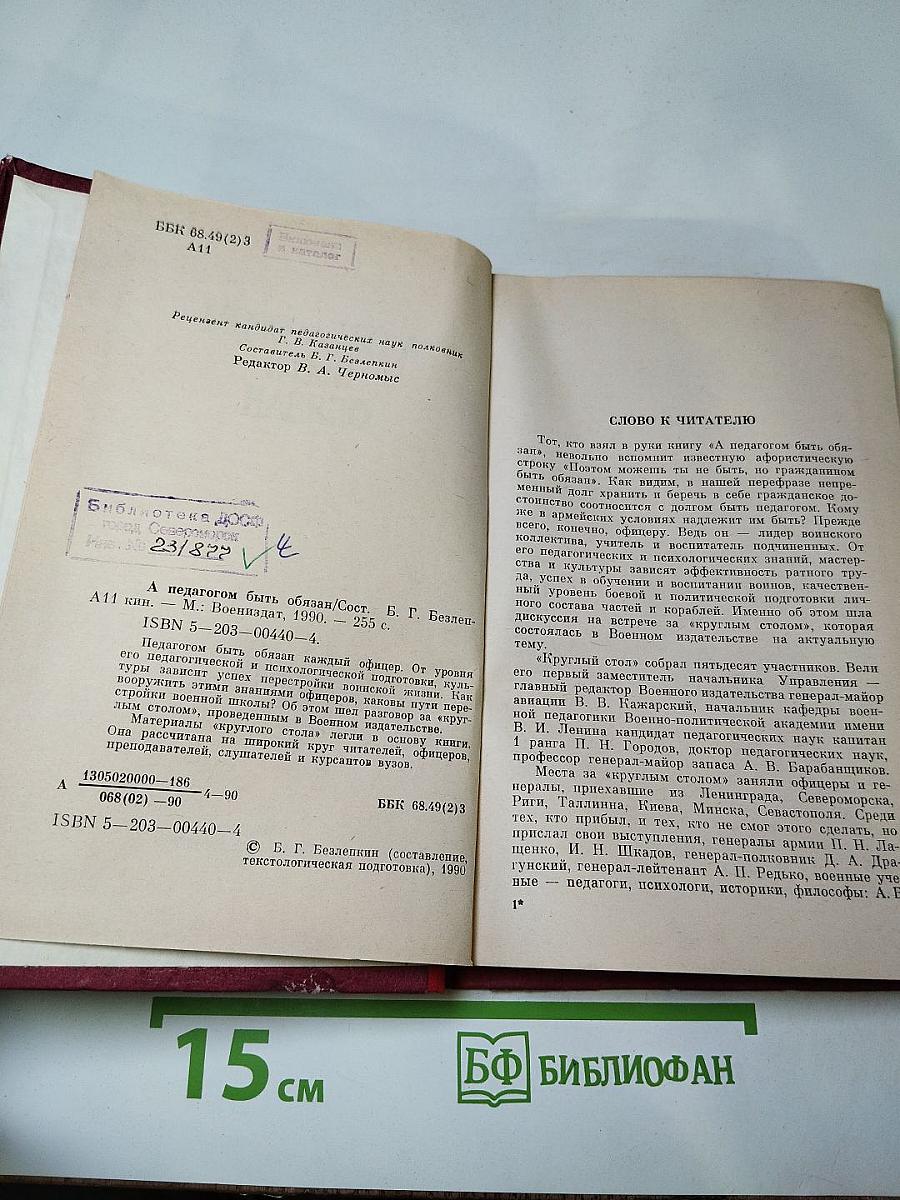 ББК 68.49(2)3
А11
Включена
в каталог
Рецензент кандидат педагогических наук полковник
Г. В. Казанцев
Составитель Б. Г. Безлепкин
Редактор В. А. Черномыс
Библиотека ДОСФ
город Североморск
Инв. № 231877
4
А педагогом быть обязан/Сост. Б. Г. Безлеп-
А11 кин. — М.: Воениздат, 1990. — 255 с.
ISBN 5—203—00440—4.
Педагогом быть обязан каждый офицер. От уровня
его педагогической и психологической подготовки, куль-
туры зависит успех перестройки воинской жизни. Как
вооружить этими знаниями офицеров, каковы пути пере-
стройки военной школы? Об этом шел разговор за «круг-
лым столом», проведенным в Военном издательстве.
Материалы «круглого стола» легли в основу книги.
Она рассчитана на широкий круг читателей, офицеров,
преподавателей, слушателей и курсантов вузов.
А 1305020000—186
068(02) —90 4—90
ББК 68.49(2)3
ISBN 5—203—00440—4
© Б. Г. Безлепкин (составление,
текстологическая подготовка), 1990
СЛОВО К ЧИТАТЕЛЮ
Тот, кто взял в руки книгу «А педагогом быть обя-
зан», невольно вспомнит известную афористическую
строку «Поэтом можешь ты не быть, но гражданином
быть обязан». Как видим, в нашей перефразе непре-
менный долг хранить и беречь в себе гражданское до-
стоинство соотносится с долгом быть педагогом. Кому
же в армейских условиях надлежит им быть? Прежде
всего, конечно, офицеру. Ведь он — лидер воинского
коллектива, учитель и воспитатель подчиненных. От
его педагогических и психологических знаний, мастер-
ства и культуры зависят эффективность ратного тру-
да, успех в обучении и воспитании воинов, качествен-
ный уровень боевой и политической подготовки лич-
ного состава частей и кораблей. Именно об этом шла
дискуссия на встрече за «круглым столом», которая
состоялась в Военном издательстве на актуальную
тему.
«Круглый стол» собрал пятьдесят участников. Вели
его первый заместитель начальника Управления —
главный редактор Военного издательства генерал-майор
авиации В. В. Кажарский, начальник кафедры воен-
ной педагогики Военно-политической академии имени
В. И. Ленина кандидат педагогических наук капитан
1 ранга П. Н. Городов, доктор педагогических наук,
профессор генерал-майор запаса А. В. Барабанщиков.
Места за «круглым столом» заняли офицеры и ге-
нералы, приехавшие из Ленинграда, Североморска,
Риги, Таллинна, Киева, Минска, Севастополя. Среди
тех, кто прибыл, и тех, кто не смог этого сделать, но
прислал свои выступления, генералы армии П. Н. Ла-
щенко, И. Н. Шкадов, генерал-полковник Д. А. Дра-
гунский, генерал-лейтенант А. П. Редько, военные уче-
ные — педагоги, психологи, историки, философы: А. В
1*
15 см
БФ БИБЛИОФАН